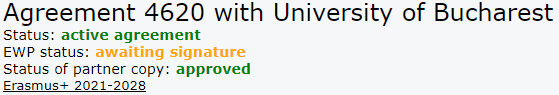 Agreement 4620 with University of Bucharest
Status: active agreement
EWP status: awaiting signature
Status of partner copy: approved
Erasmus+ 2021-2028